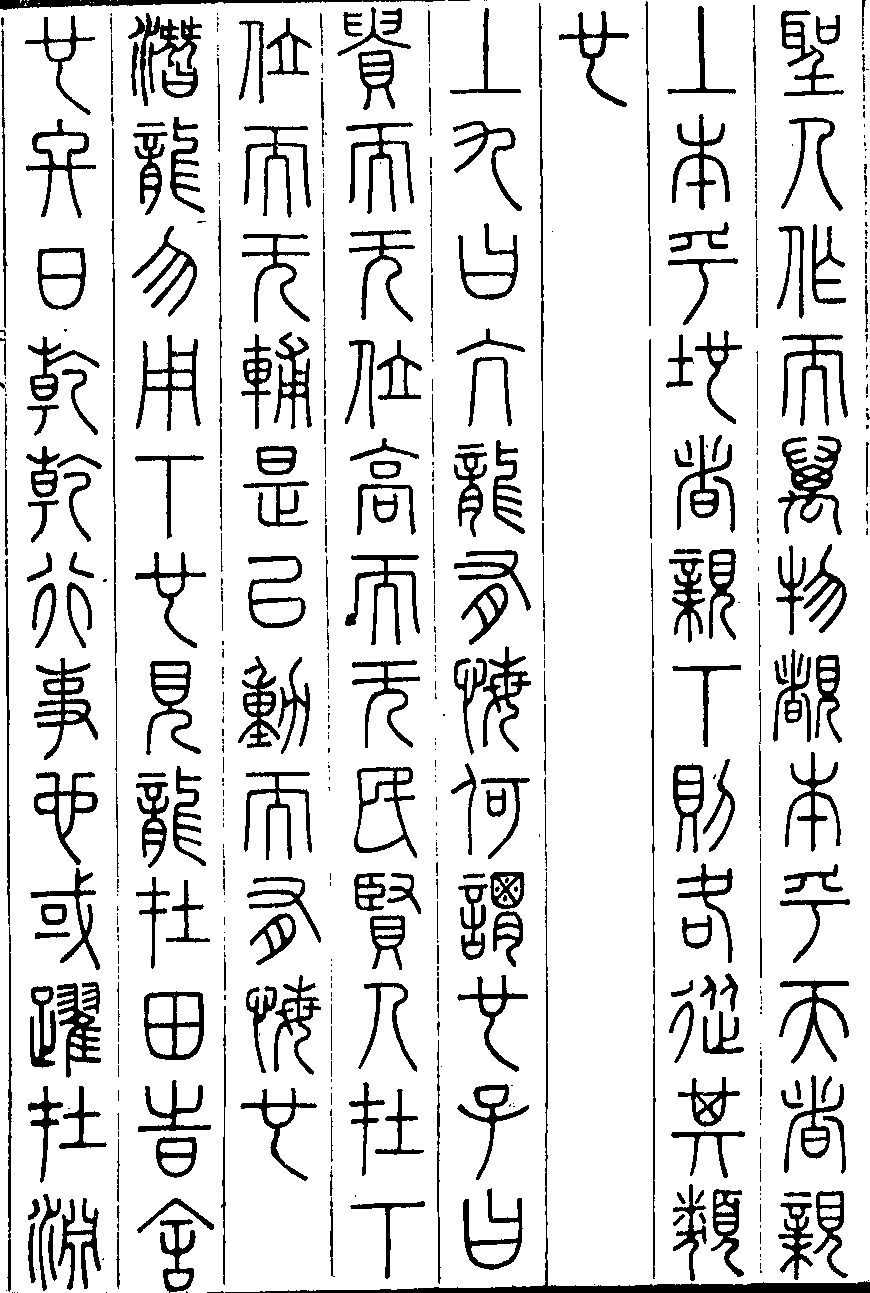 聖人作而萬物覩本乎天者親
上本乎地者親下則各從其類
也
上九曰亢龍有悔何謂也子曰
貴而无位高而无民賢人在下
位而无輔是以動而有悔也
潛龍勿用下也見龍在田時舍
也終日乾乾行事也或躍在淵